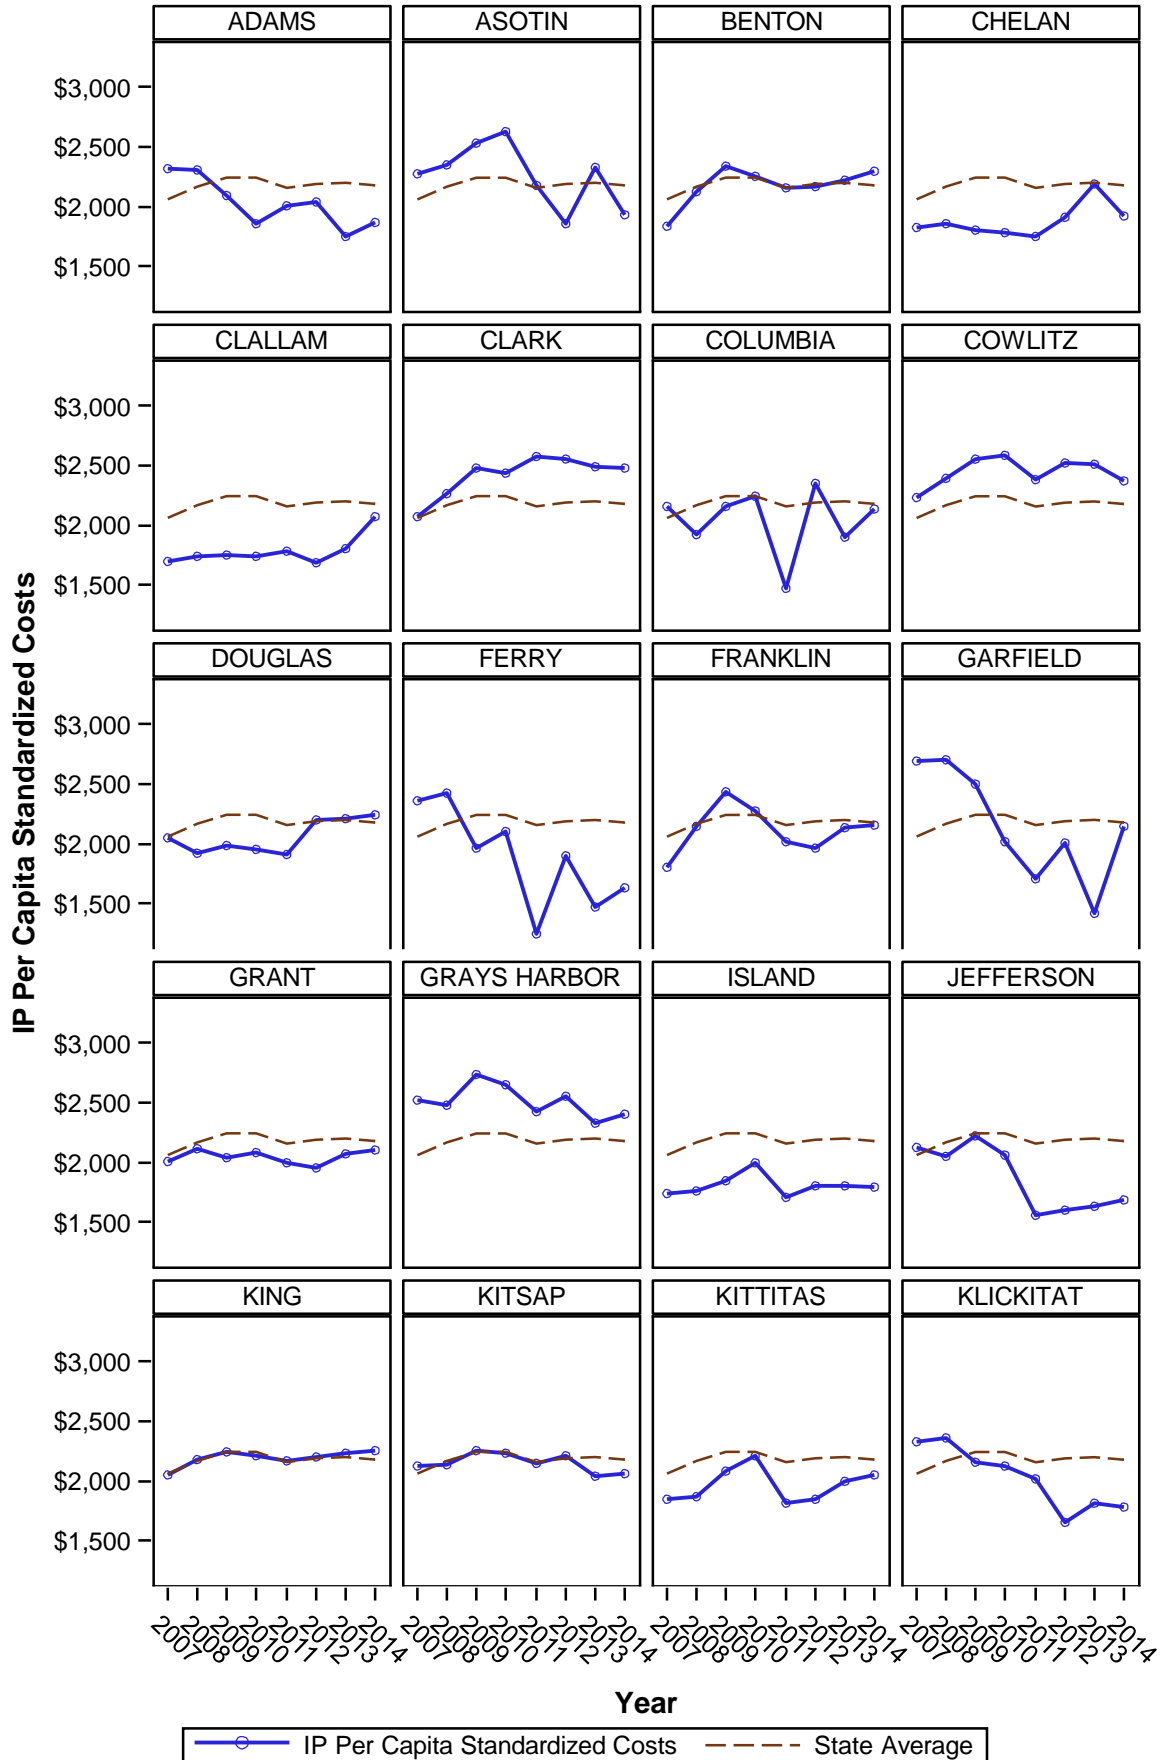 ADAMS ASOTIN BENTON CHELAN
$3,000
$2,500
$2,000
$1,500
CLALLAM CLARK COLUMBIA COWLITZ
$3,000
$2,500
$2,000
$1,500
DOUGLAS FERRY FRANKLIN GARFIELD
$3,000
$2,500
$2,000
$1,500
GRANT GRAYS HARBOR ISLAND JEFFERSON
$3,000
$2,500
$2,000
$1,500
KING KITSAP KITTITAS KLICKITAT
$3,000
$2,500
$2,000
$1,500
IP Per Capita Standardized Costs
2007 2008 2009 2010 2011 2012 2013 2014 2007 2008 2009 2010 2011 2012 2013 2014 2007 2008 2009 2010 2011 2012 2013 2014 2007 2008 2009 2010 2011 2012 2013 2014
Year
IP Per Capita Standardized Costs State Average